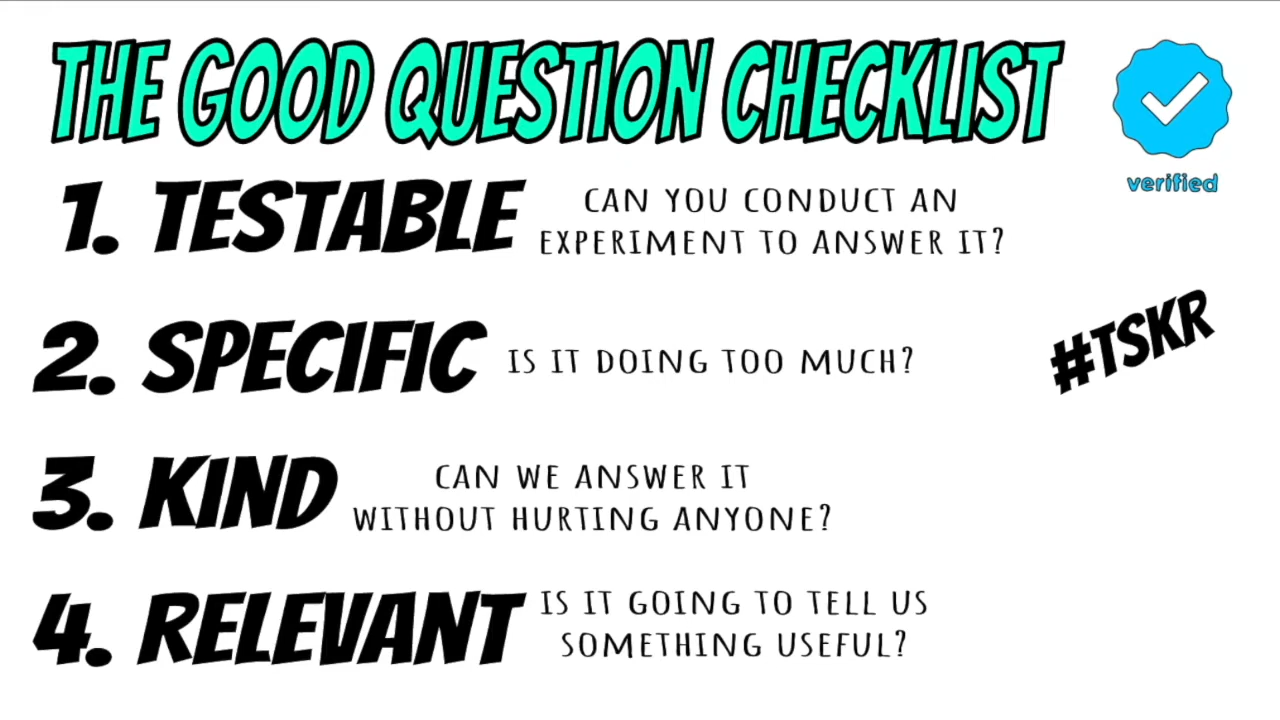 THE GOOD QUESTION CHECKLIST
verified
1. TESTABLE
CAN YOU CONDUCT AN
EXPERIMENT TO ANSWER IT?
2. SPECIFIC
IS IT DOING TOO MUCH?
#TSKR
3. KIND
CAN WE ANSWER IT
WITHOUT HURTING ANYONE?
4. RELEVANT
IS IT GOING TO TELL US
SOMETHING USEFUL?